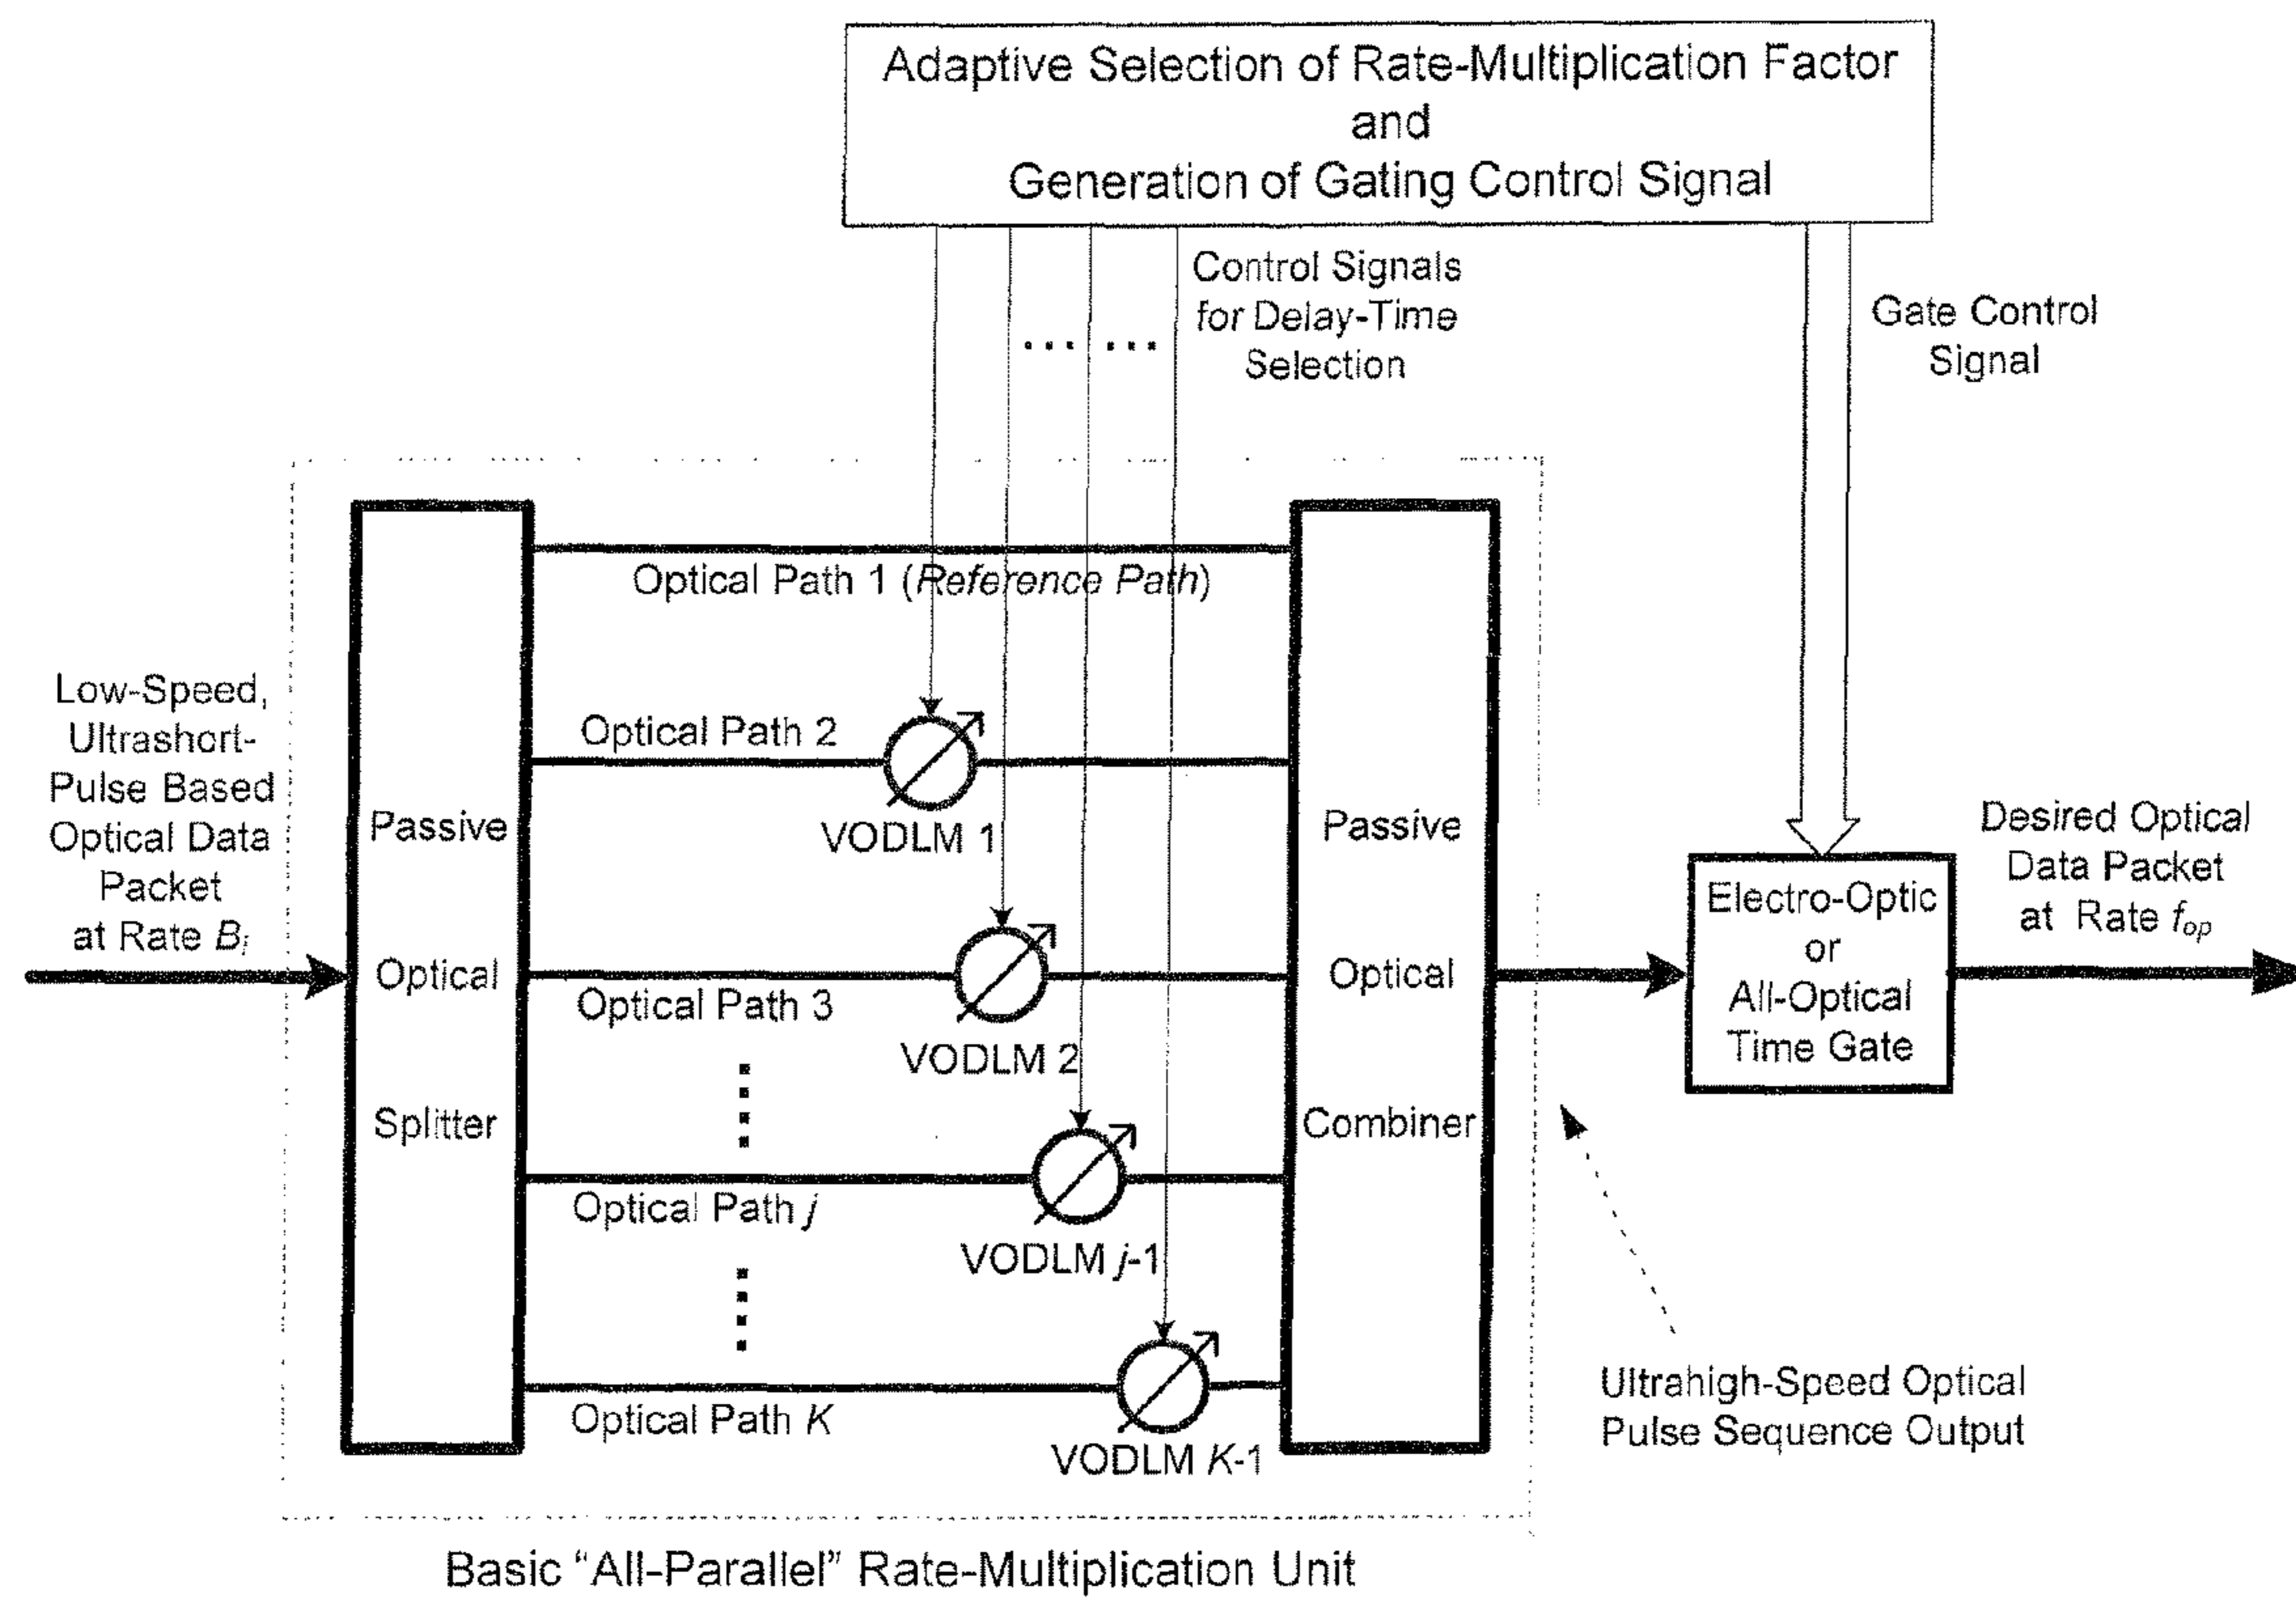 Adaptive Selection of Rate-Multiplication Factor
and
Generation of Gating Control Signal
Control Signals
for Delay-Time
Selection
Gate Control
Signal
Optical Path 1 (Reference Path)
Low-Speed,
Ultrashort-
Pulse Based
Optical Data
Packet
at Rate Bi
Passive
Optical
Splitter
Optical Path 2
VODLM 1
Optical Path 3
VODLM 2
Optical Path j
VODLM j-1
Optical Path K
VODLM K-1
Passive
Optical
Combiner
Electro-Optic
or
All-Optical
Time Gate
Desired Optical
Data Packet
at Rate fop
Ultrahigh-Speed Optical
Pulse Sequence Output
Basic “All-Parallel” Rate-Multiplication Unit